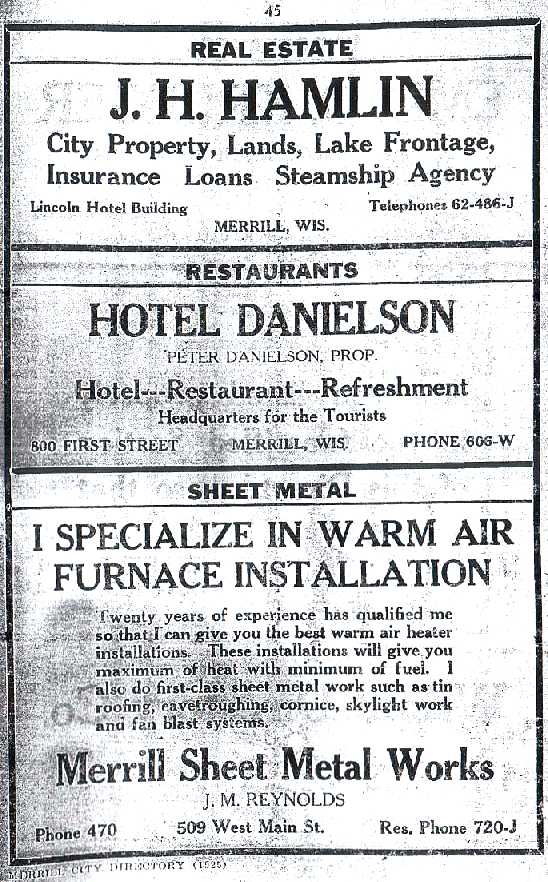 45
REAL ESTATE
J. H. HAMLIN
City Property, Lands, Lake Frontage,
Insurance Loans Steamship Agency
Lincoln Hotel Building Telephones 62-486-J
MERRILL, WIS.
RESTAURANTS
HOTEL DANIELSON
PETER DANIELSON, PROP.
Hotel---Restaurant---Refreshment
Headquarters for the Tourists
800 FIRST STREET MERRILL, WIS. PHONE 606-W
SHEET METAL
I SPECIALIZE IN WARM AIR
FURNACE INSTALLATION
Twenty years of experience has qualified me
so that I can give you the best warm air heater
installations. These installations will give you
maximum of heat with minimum of fuel. I
also do first-class sheet metal work such as tin
roofing, eavetroughing, cornice, skylight work
and fan blast systems.
Merrill Sheet Metal Works
J. M. REYNOLDS
Phone 470 509 West Main St. Res. Phone 720-J
MERRILL CITY DIRECTORY (1925)